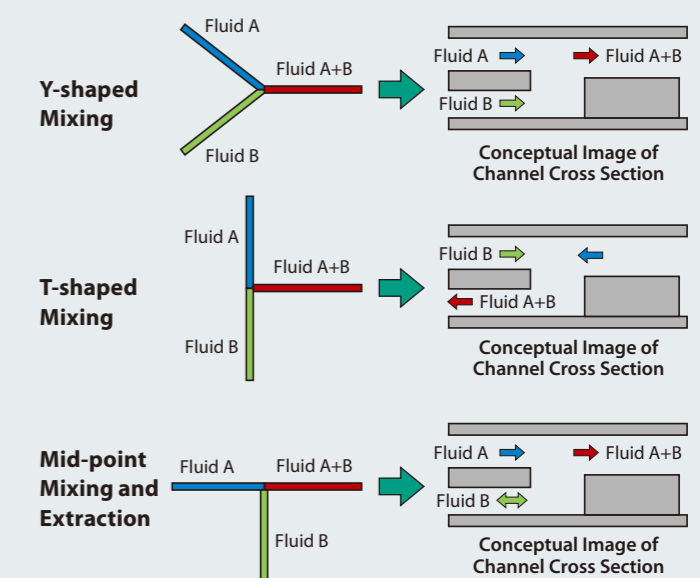 Y-shaped
Mixing
Fluid A
Fluid A+B
Fluid B
Fluid A
Fluid A+B
Fluid B
Conceptual Image of
Channel Cross Section
T-shaped
Mixing
Fluid A
Fluid A+B
Fluid B
Fluid B
Fluid A+B
Conceptual Image of
Channel Cross Section
Mid-point
Mixing and
Extraction
Fluid A
Fluid A+B
Fluid B
Fluid A
Fluid A+B
Fluid B
Conceptual Image of
Channel Cross Section